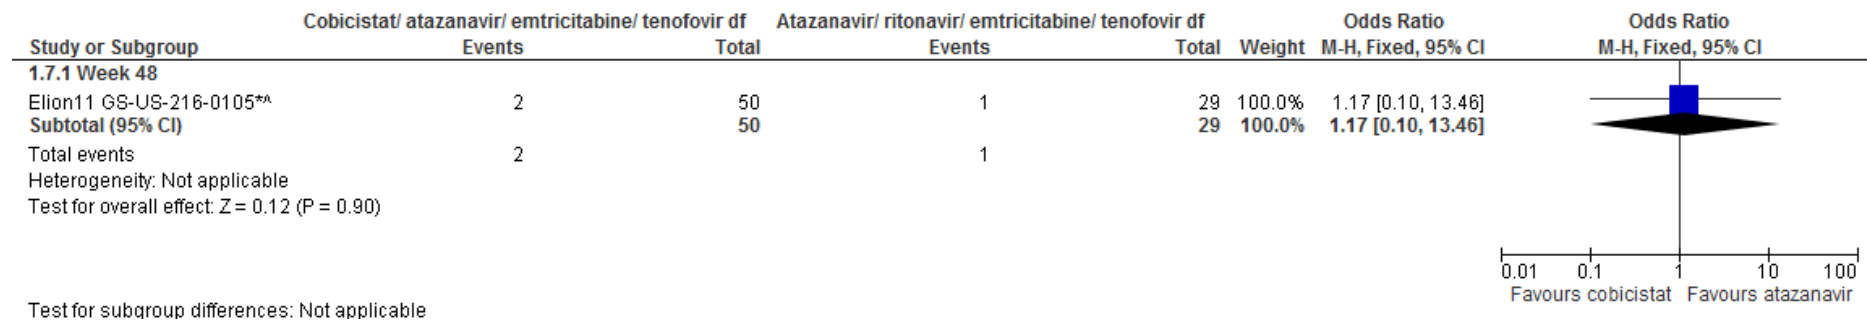 Cobicistat/ atazanavir/ emtricitabine/ tenofovir df Atazanavir/ ritonavir/ emtricitabine/ tenofovir df Odds Ratio Odds Ratio
Study or Subgroup Events Total Events Total Weight M-H, Fixed, 95% CI M-H, Fixed, 95% CI
1.7.1 Week 48
Elion11 GS-US-216-0105*^ 2 50 1 29 100.0% 1.17 [0.10, 13.46]
Subtotal (95% CI) 50 29 100.0% 1.17 [0.10, 13.46]
Total events 2 1
Heterogeneity: Not applicable
Test for overall effect: Z = 0.12 (P = 0.90)
0.01 0.1 1 10 100
Favours cobicistat Favours atazanavir
Test for subgroup differences: Not applicable